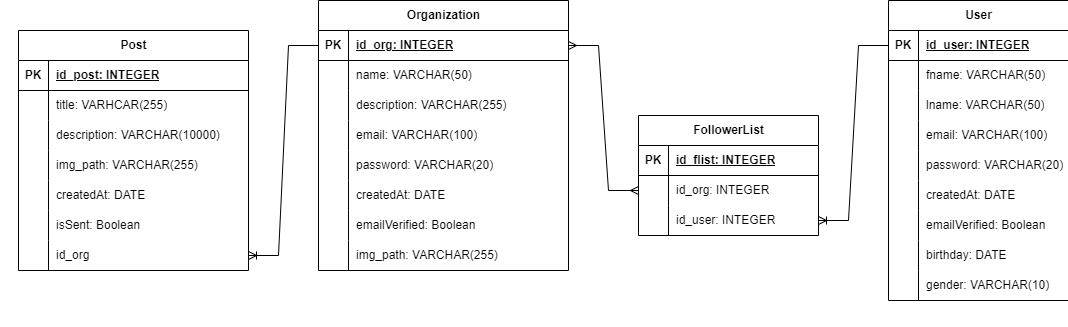 Post
PK id_post: INTEGER
title: VARHCAR(255)
description: VARCHAR(10000)
img_path: VARCHAR(255)
createdAt: DATE
isSent: Boolean
id_org
Organization
PK id_org: INTEGER
name: VARCHAR(50)
description: VARCHAR(255)
email: VARCHAR(100)
password: VARCHAR(20)
createdAt: DATE
emailVerified: Boolean
img_path: VARCHAR(255)
FollowerList
PK id_flist: INTEGER
id_org: INTEGER
id_user: INTEGER
User
PK id_user: INTEGER
fname: VARCHAR(50)
lname: VARCHAR(50)
email: VARCHAR(100)
password: VARCHAR(20)
createdAt: DATE
emailVerified: Boolean
birthday: DATE
gender: VARCHAR(10)